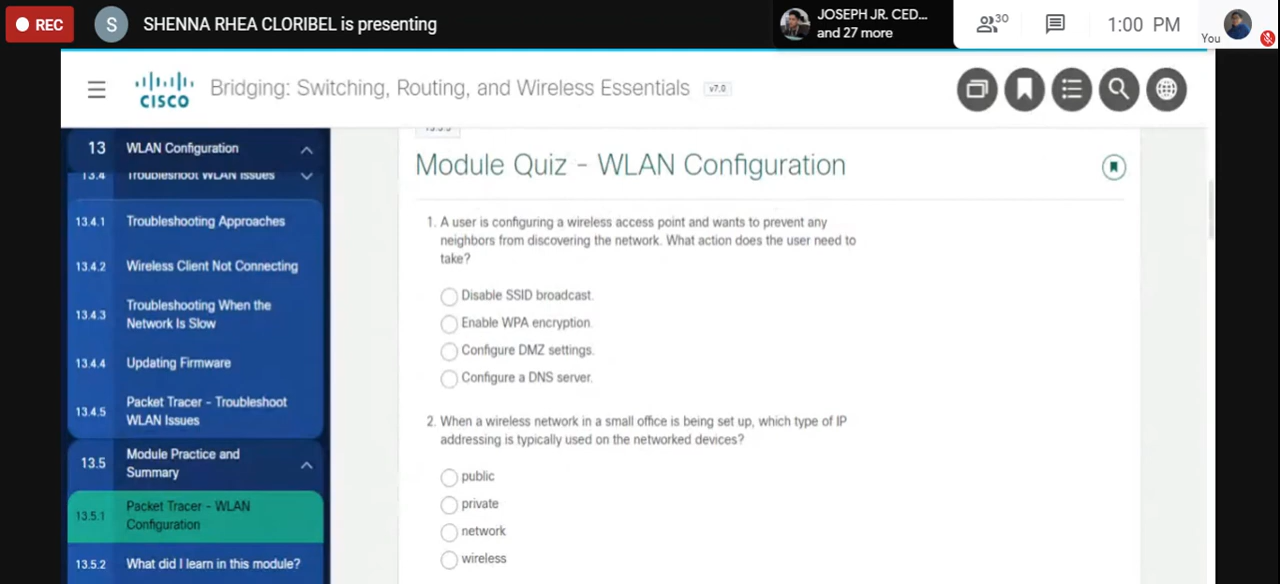 REC
S
SHENNA RHEA CLORIBEL is presenting
JOSEPH JR. CED...
and 27 more
30
1:00 PM
You
CISCO
Bridging: Switching, Routing, and Wireless Essentials
v7.0
13 WLAN Configuration
13.4 Troubleshoot WLAN Issues
13.4.1 Troubleshooting Approaches
13.4.2 Wireless Client Not Connecting
13.4.3 Troubleshooting When the
Network Is Slow
13.4.4 Updating Firmware
13.4.5 Packet Tracer - Troubleshoot
WLAN Issues
13.5 Module Practice and
Summary
13.5.1 Packet Tracer - WLAN
Configuration
13.5.2 What did I learn in this module?
Module Quiz - WLAN Configuration
1. A user is configuring a wireless access point and wants to prevent any
neighbors from discovering the network. What action does the user need to
take?
Disable SSID broadcast.
Enable WPA encryption.
Configure DMZ settings.
Configure a DNS server.
2. When a wireless network in a small office is being set up, which type of IP
addressing is typically used on the networked devices?
public
private
network
wireless